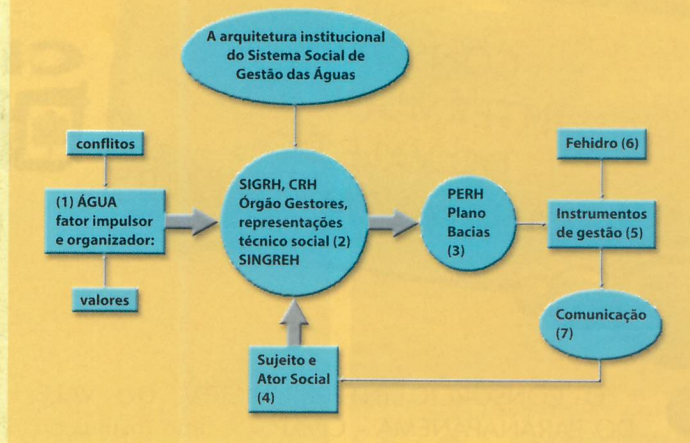 A arquitetura institucional
do Sistema Social de
Gestão das Águas
conflitos
(1) ÁGUA
fator impulsor
e organizador:
valores
SIGRH, CRH
Órgão Gestores,
representações
técnico social (2)
SINGREH
PERH
Plano
Bacias
(3)
Fehidro (6)
Instrumentos
de gestão (5)
Comunicação
(7)
Sujeito e
Ator Social
(4)